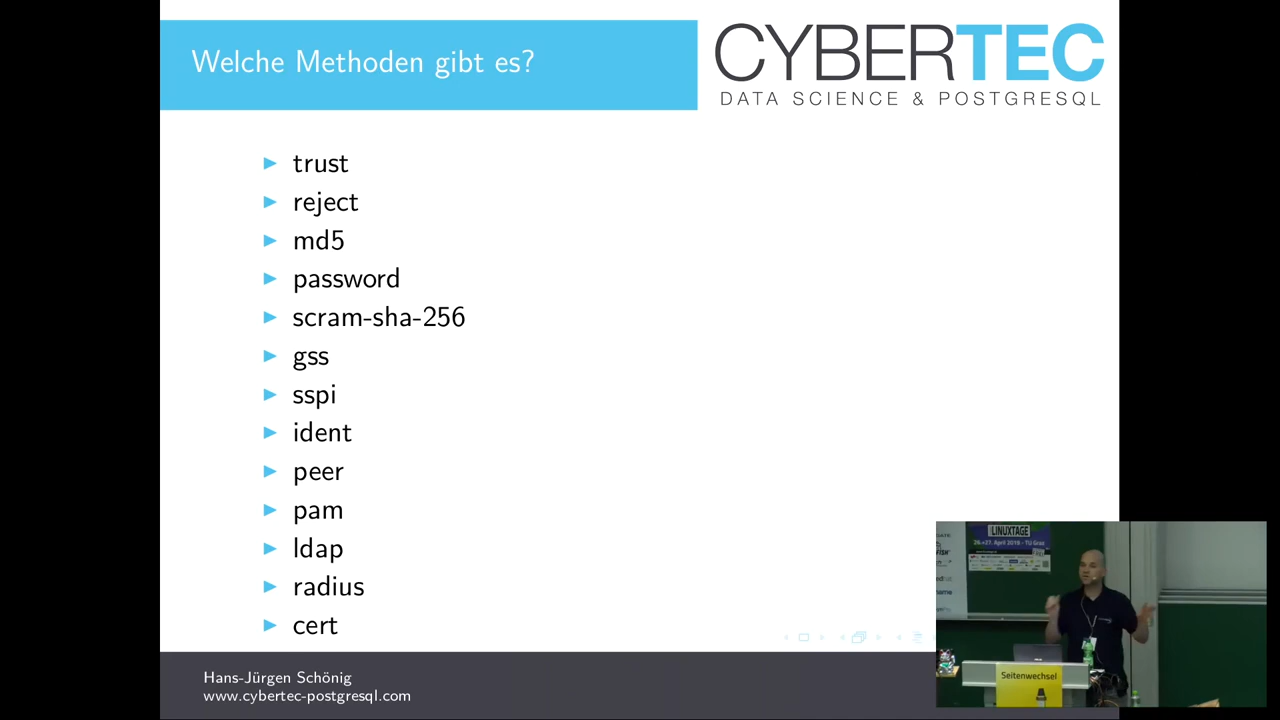 Welche Methoden gibt es?
CYBERTEC
DATA SCIENCE & POSTGRESQL
trust
reject
md5
password
scram-sha-256
gss
sspi
ident
peer
pam
ldap
radius
cert
Hans-Jürgen Schönig
www.cybertec-postgresql.com
LINUXTAGE
Seitenwechsel